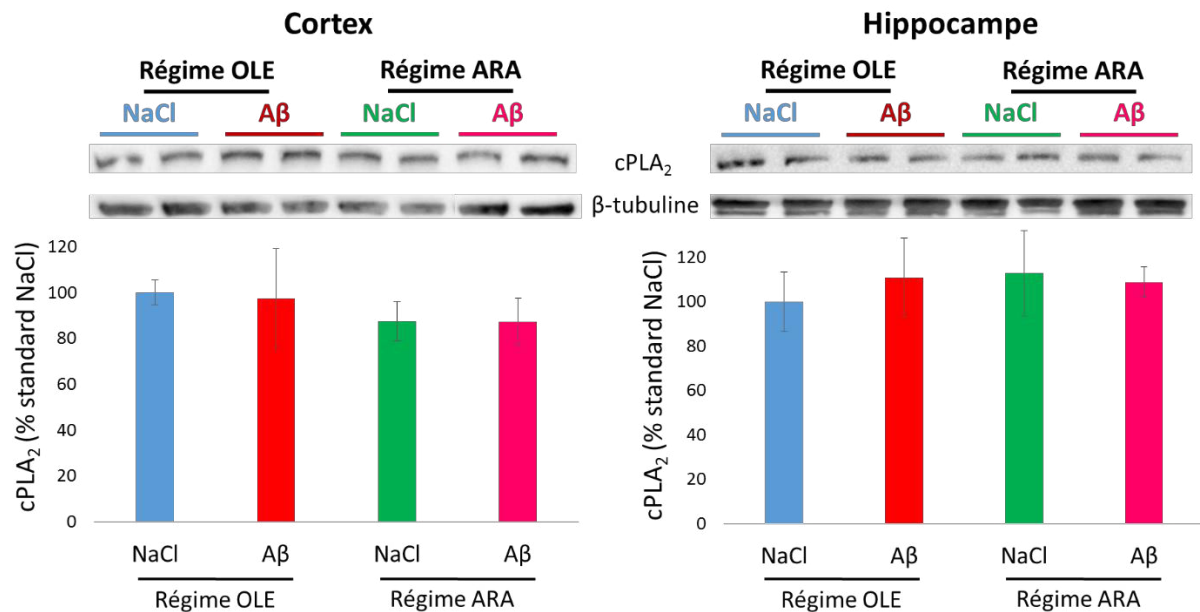 Cortex
Régime OLE
Régime ARA
NaCl
Aβ
NaCl
Aβ
Hippocampe
Régime OLE
Régime ARA
NaCl
Aβ
NaCl
Aβ
cPLA₂
β-tubuline
cPLA₂ (% standard NaCl)
120
100
80
60
40
20
0
NaCl
Aβ
NaCl
Aβ
Régime OLE
Régime ARA
cPLA₂ (% standard NaCl)
120
100
80
60
40
20
0
NaCl
Aβ
NaCl
Aβ
Régime OLE
Régime ARA